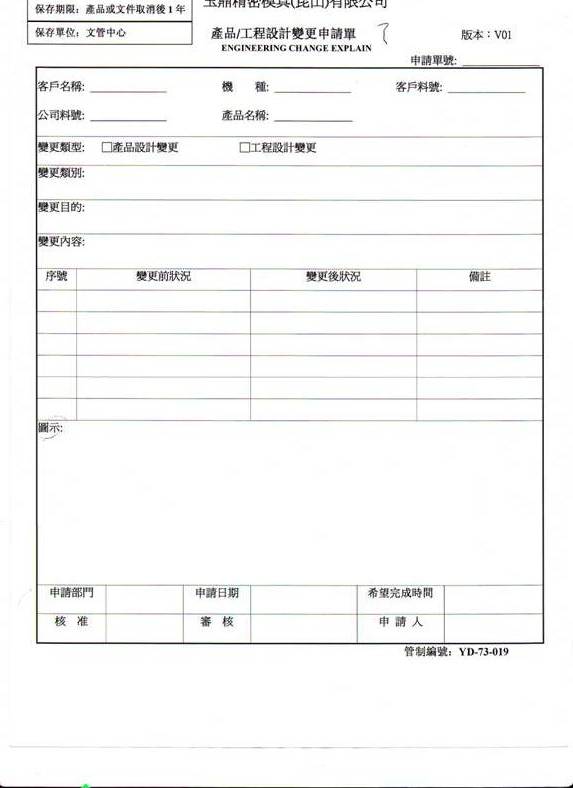 保存期限：產品或文件取消後 1 年
保存單位：文管中心
玉鼎精密模具(昆山)有限公司
產品/工程設計變更申請單
ENGINEERING CHANGE EXPLAIN
版本：V01
申請單號:
客戶名稱:
機 種:
客戶料號:
公司料號:
產品名稱:
變更類型: □產品設計變更 □工程設計變更
變更類別:
變更目的:
變更內容:
序號 變更前狀況 變更後狀況 備註
圖示:
申請部門 申請日期 希望完成時間
核 准 審 核 申 請 人
管制編號：YD-73-019